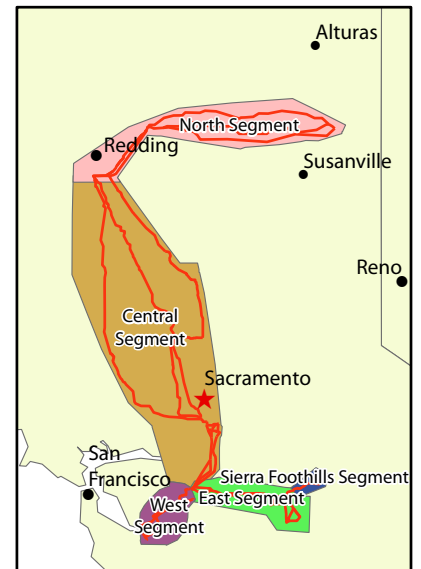 Alturas
North Segment
Redding
Susanville
Reno
Central
Segment
Sacramento
San
Francisco
Sierra Foothills Segment
East Segment
West
Segment